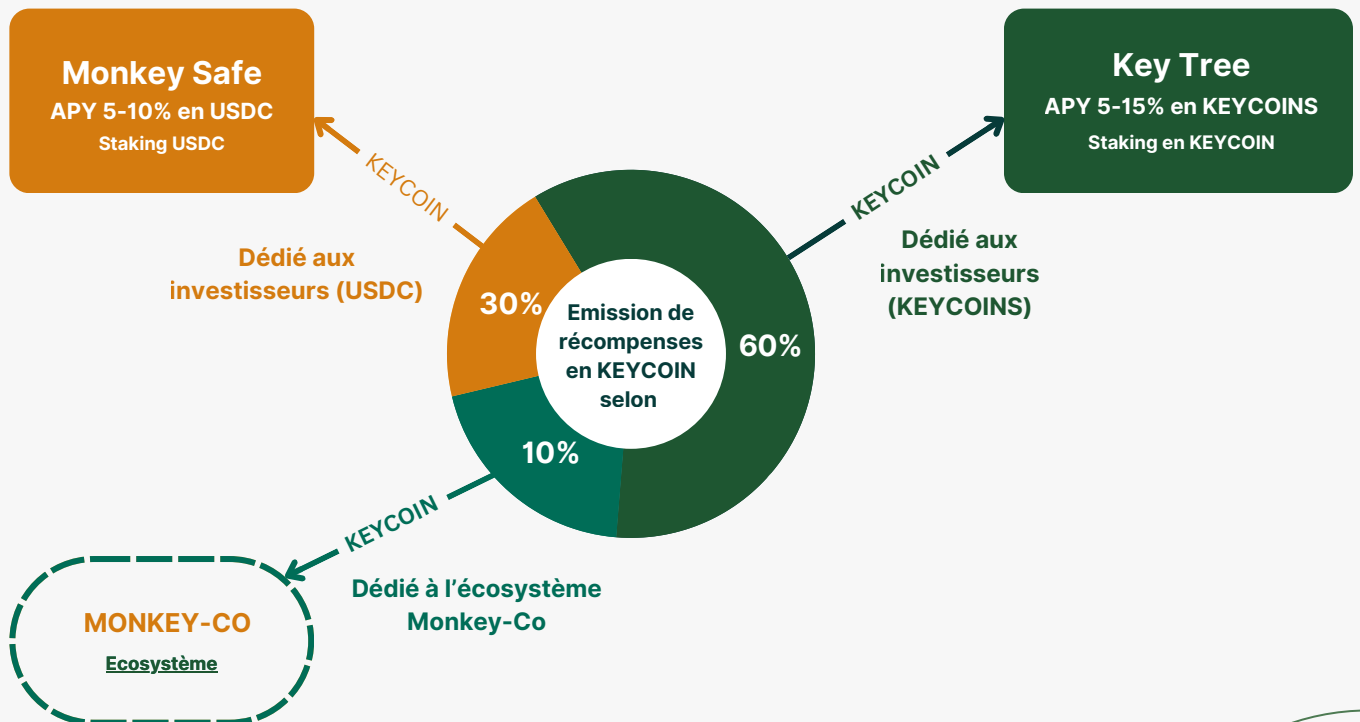 Monkey Safe
APY 5-10% en USDC
Staking USDC
Key Tree
APY 5-15% en KEYCOINS
Staking en KEYCOIN
KEYCOIN
KEYCOIN
Dédié aux
investisseurs (USDC)
Dédié aux
investisseurs
(KEYCOINS)
30%
Emission de
récompenses
en KEYCOIN
selon
60%
10%
KEYCOIN
Dédié à l’écosystème
Monkey-Co
MONKEY-CO
Ecosystème